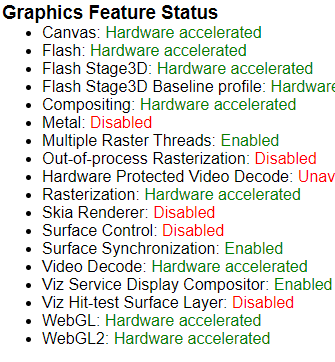 Graphics Feature Status
Canvas: Hardware accelerated
Flash: Hardware accelerated
Flash Stage3D: Hardware accelerated
Flash Stage3D Baseline profile: Hardware
Compositing: Hardware accelerated
Metal: Disabled
Multiple Raster Threads: Enabled
Out-of-process Rasterization: Disabled
Hardware Protected Video Decode: Unav
Rasterization: Hardware accelerated
Skia Renderer: Disabled
Surface Control: Disabled
Surface Synchronization: Enabled
Video Decode: Hardware accelerated
Viz Service Display Compositor: Enabled
Viz Hit-test Surface Layer: Disabled
WebGL: Hardware accelerated
WebGL2: Hardware accelerated